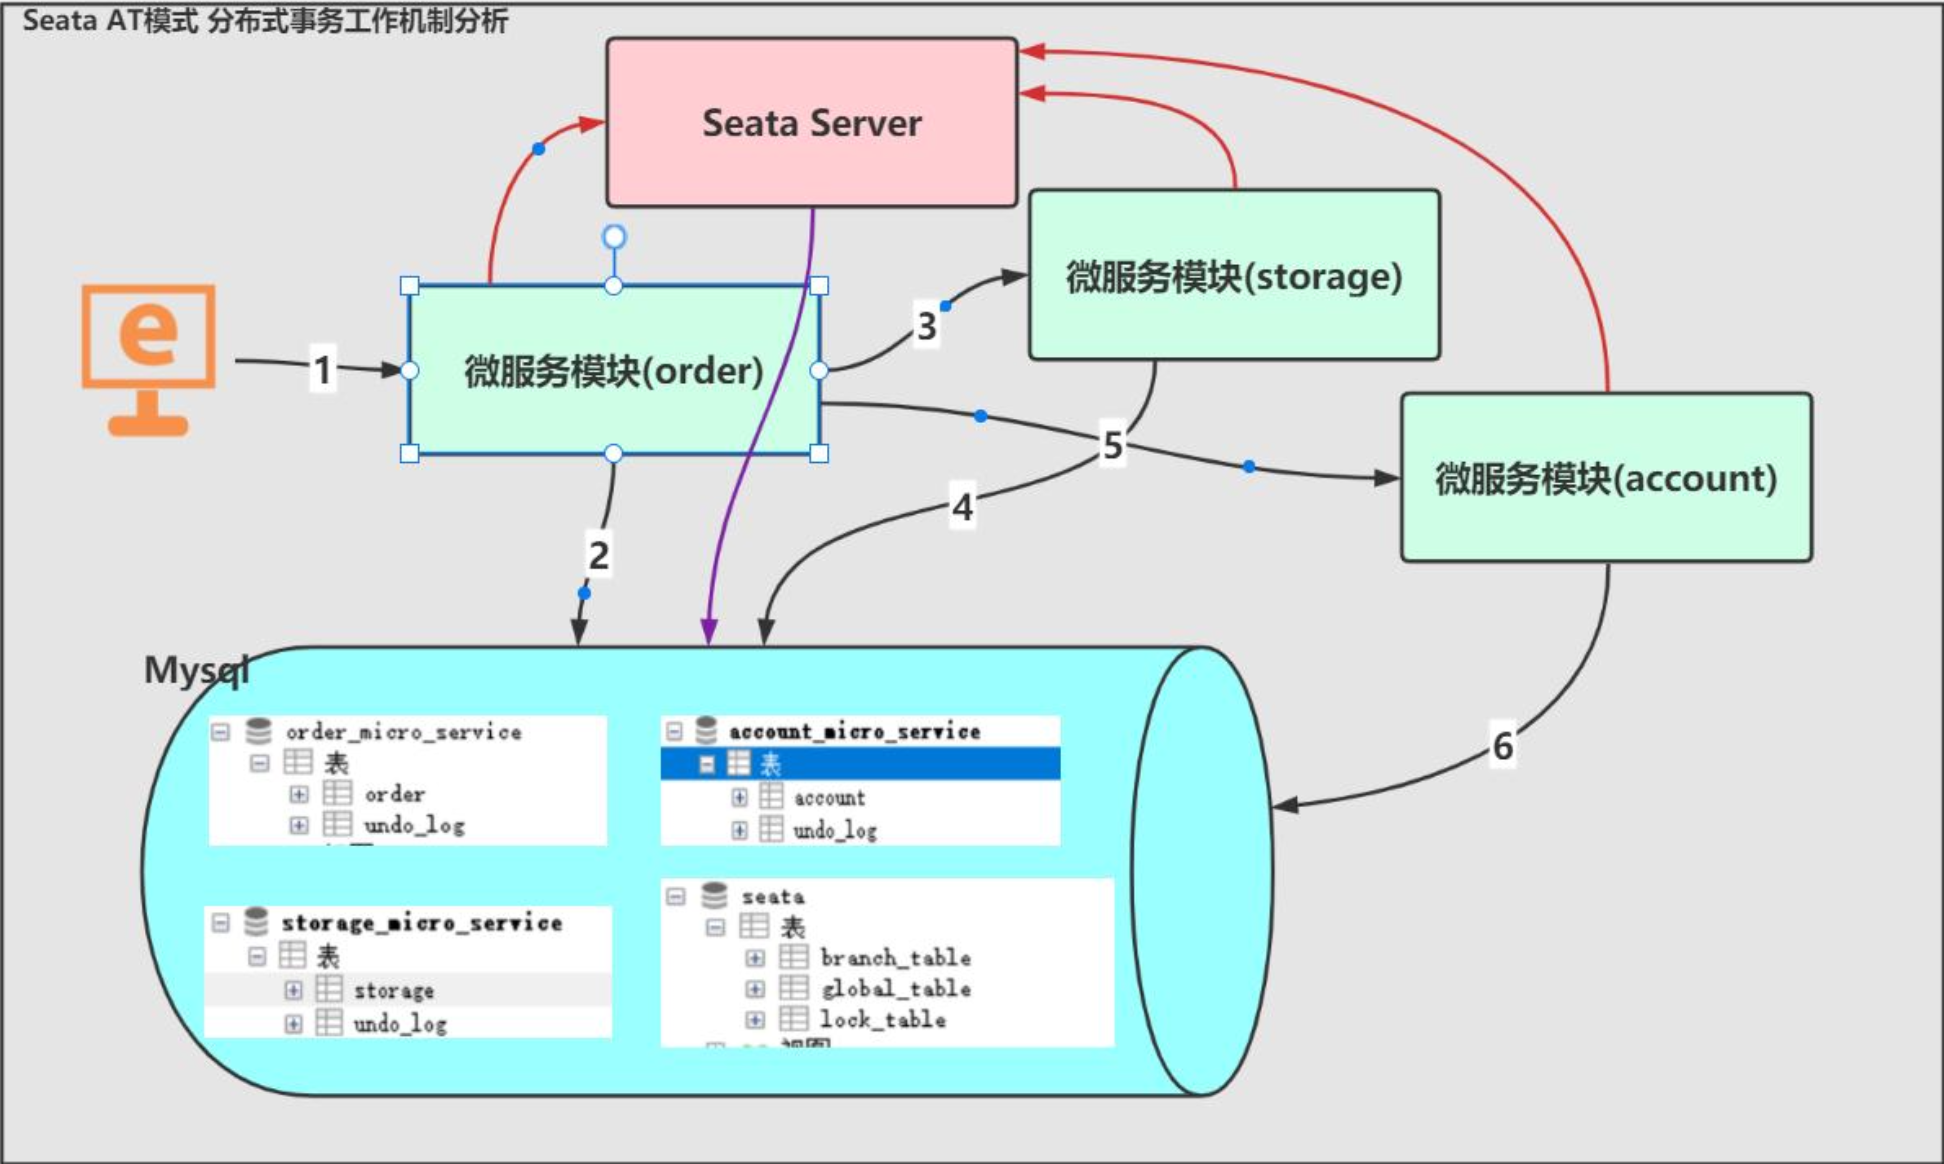 Seata AT模式 分布式事务工作机制分析
Seata Server
微服务模块(storage)
微服务模块(order)
微服务模块(account)
1
2
3
4
5
6
Mysql
order_micro_service
表
order
undo_log
account_micro_service
表
account
undo_log
storage_micro_service
表
storage
undo_log
seata
表
branch_table
global_table
lock_table